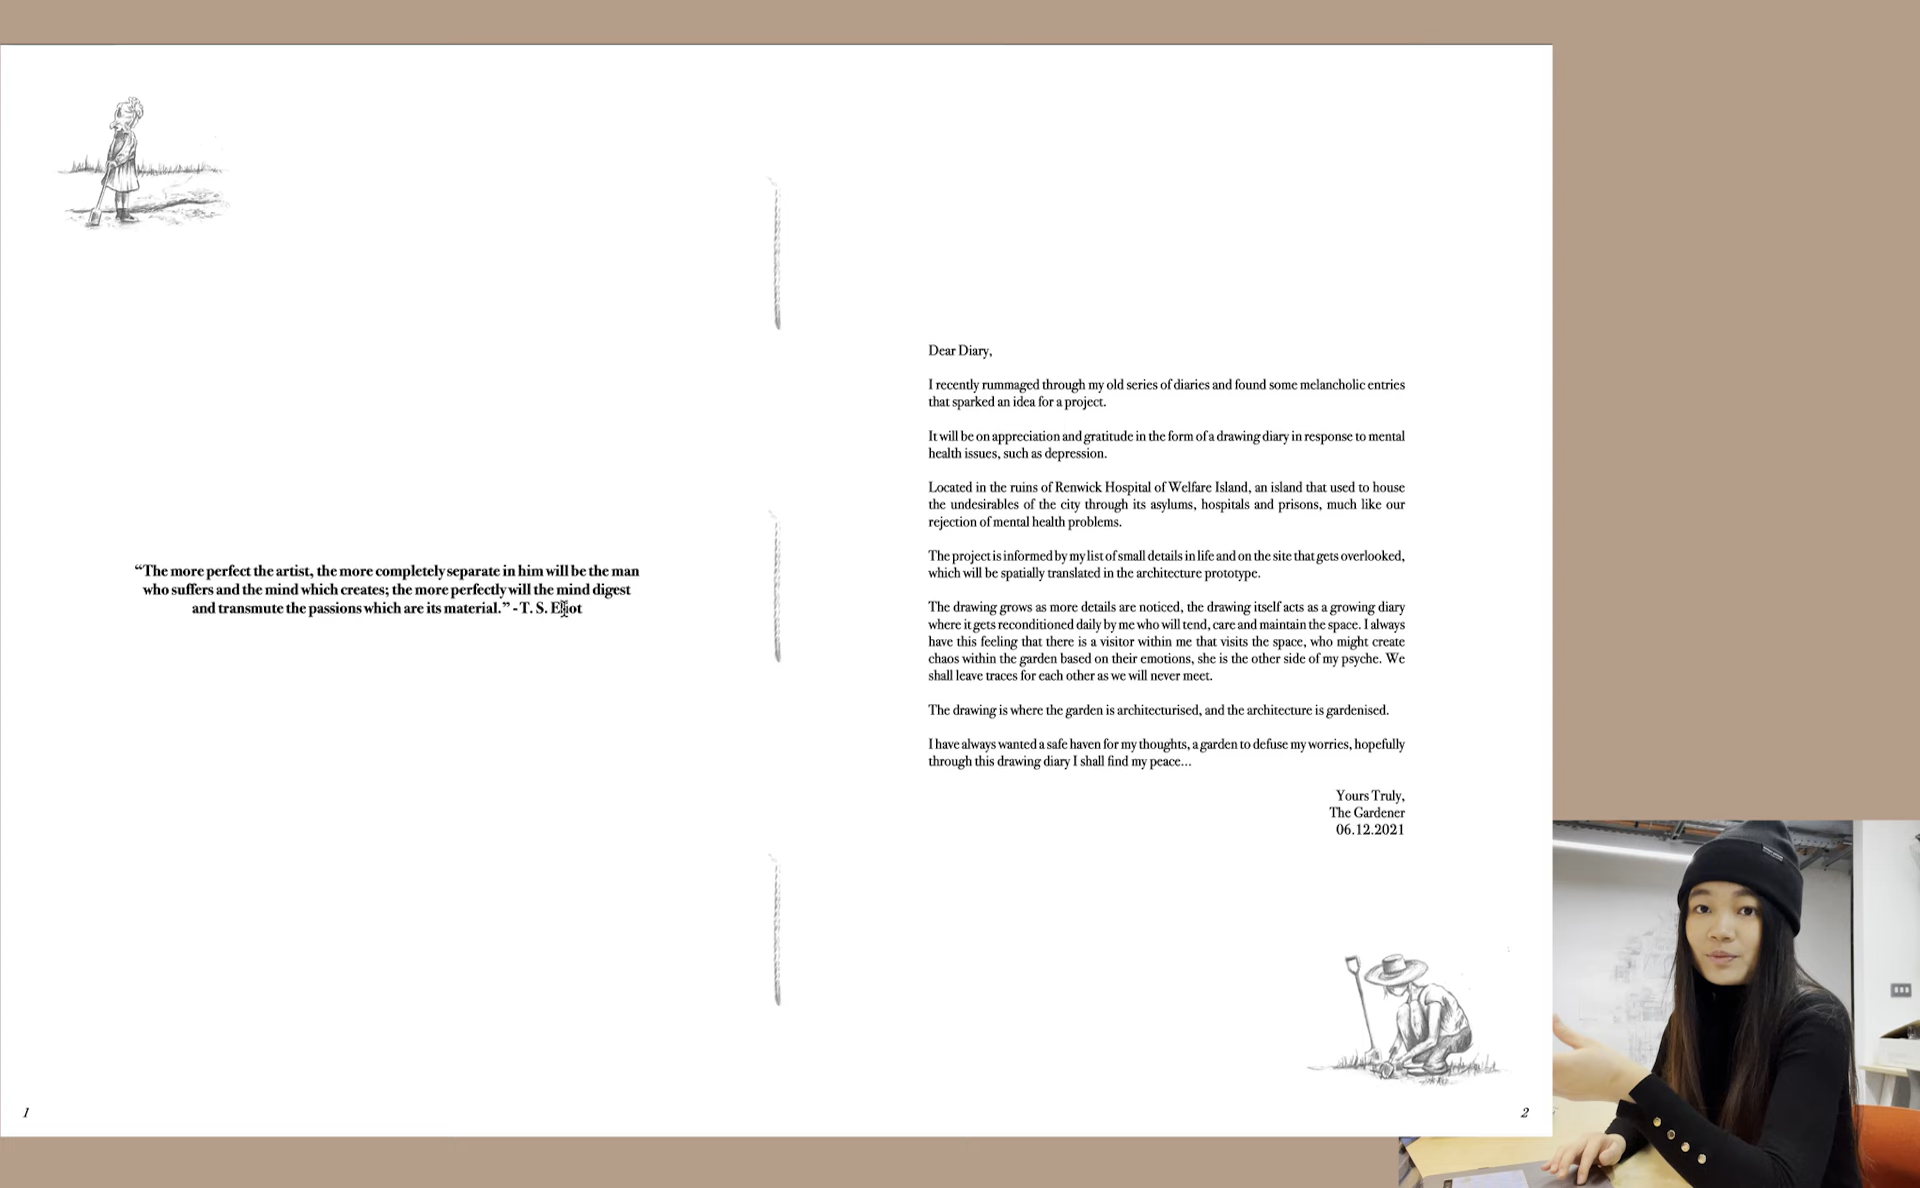 “The more perfect the artist, the more completely separate in him will be the man
who suffers and the mind which creates; the more perfectly will the mind digest
and transmute the passions which are its material.” - T. S. Eliot
1
Dear Diary,
I recently rummaged through my old series of diaries and found some melancholic entries
that sparked an idea for a project.
It will be on appreciation and gratitude in the form of a drawing diary in response to mental
health issues, such as depression.
Located in the ruins of Renwick Hospital of Welfare Island, an island that used to house
the undesirables of the city through its asylums, hospitals and prisons, much like our
rejection of mental health problems.
The project is informed by my list of small details in life and on the site that gets overlooked,
which will be spatially translated in the architecture prototype.
The drawing grows as more details are noticed, the drawing itself acts as a growing diary
where it gets reconditioned daily by me who will tend, care and maintain the space. I always
have this feeling that there is a visitor within me that visits the space, who might create
chaos within the garden based on their emotions, she is the other side of my psyche. We
shall leave traces for each other as we will never meet.
The drawing is where the garden is architecturised, and the architecture is gardenised.
I have always wanted a safe haven for my thoughts, a garden to defuse my worries, hopefully
through this drawing diary I shall find my peace...
Yours Truly,
The Gardener
06.12.2021
2